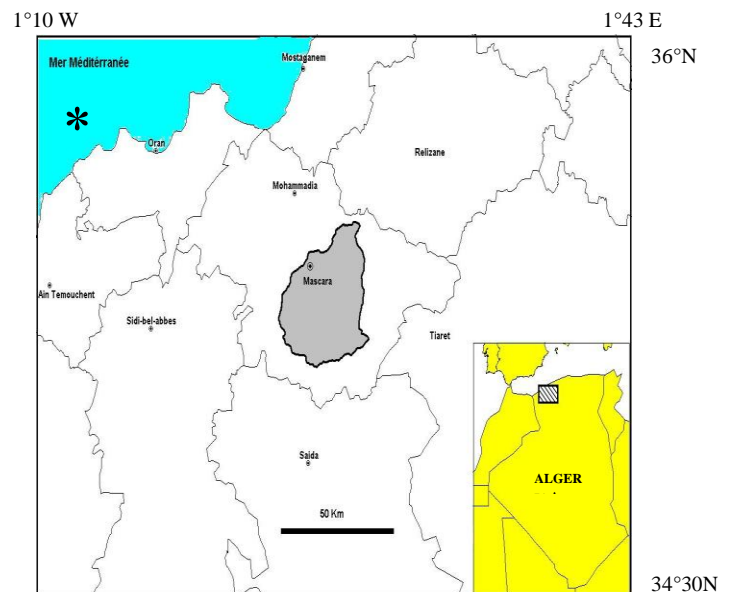 1°10 W
1°43 E
36°N
Mer Méditérranée
Mostaganem
*
Oran
Relizane
Mohammadia
Mascara
Ain Temouchent
Sidi-bel-abbes
Tiaret
ALGER
Saida
50 Km
34°30N